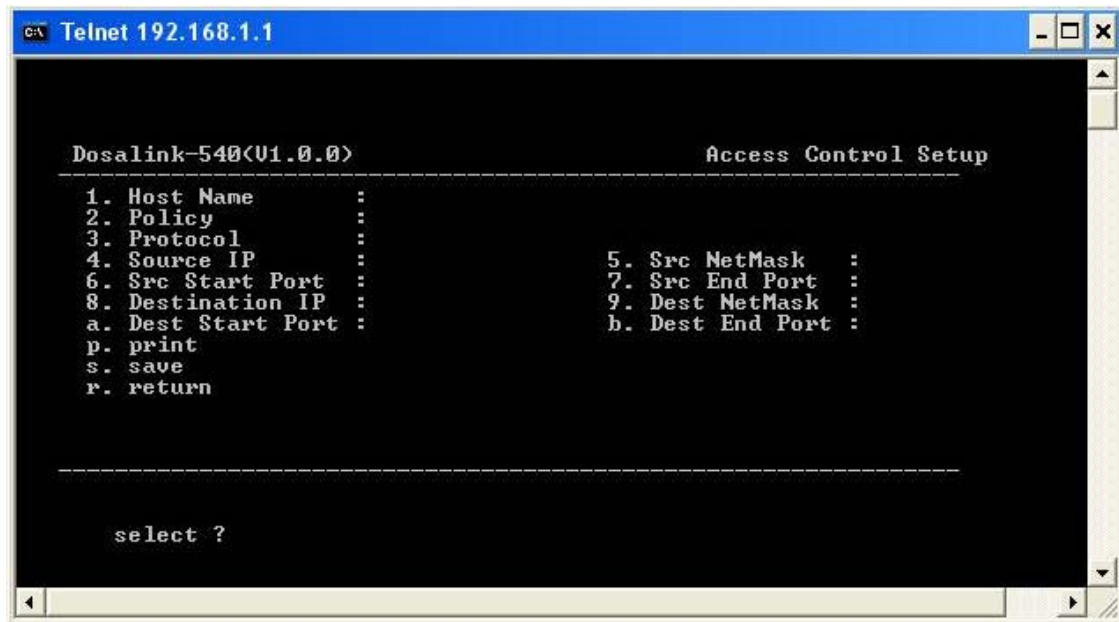 Telnet 192.168.1.1
Dosalink-540(V1.0.0) Access Control Setup
1. Host Name :
2. Policy :
3. Protocol :
4. Source IP : 5. Src NetMask :
6. Src Start Port : 7. Src End Port :
8. Destination IP : 9. Dest NetMask :
a. Dest Start Port : b. Dest End Port :
p. print
s. save
r. return
select ?